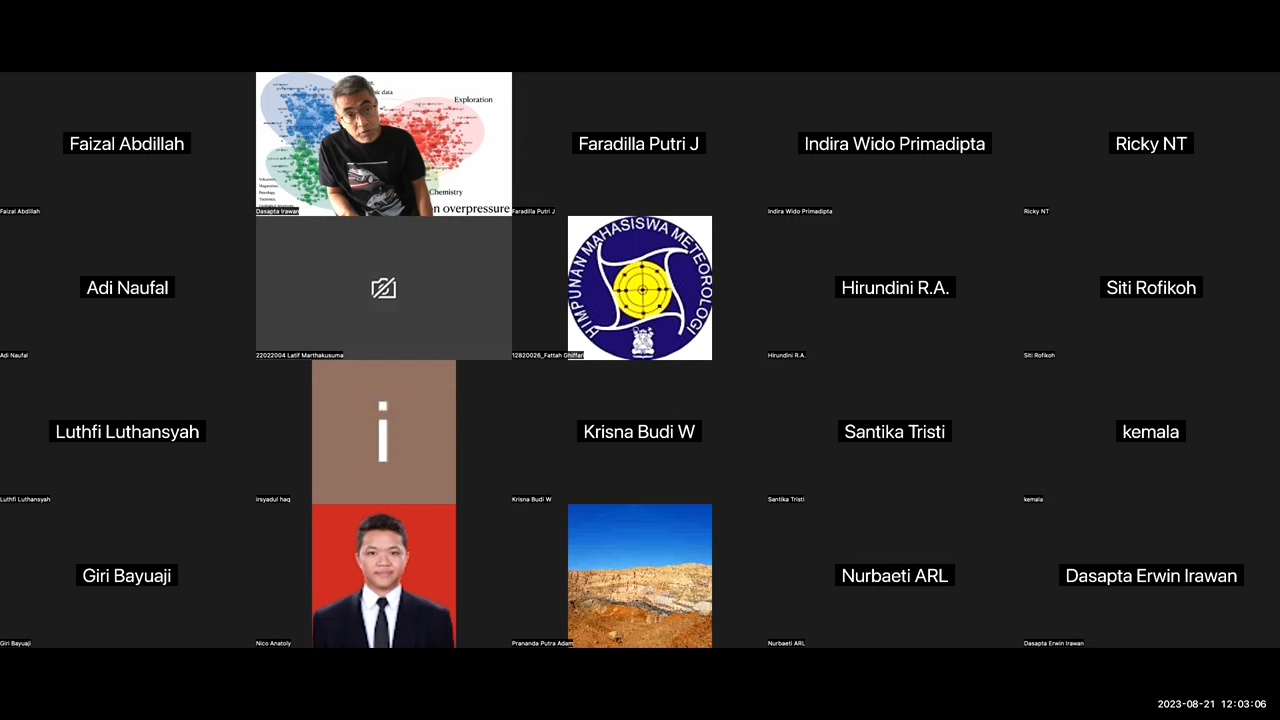 Faizal Abdillah
Faizal Abdillah
Exploration
Chemistry
n overpressure
Dasapta Irawan
Faradilla Putri J
Faradilla Putri J
Indira Wido Primadipta
Indira Wido Primadipta
Ricky NT
Ricky NT
Adi Naufal
Adi Naufal
22022004 Latif Marthakusuma
HIMPUNAN MAHASISWA METEOROLOGI
12820026_Fattah Ghiffari
Hirundini R.A.
Hirundini R.A.
Siti Rofikoh
Siti Rofikoh
Luthfi Luthansyah
Luthfi Luthansyah
i
irsyadul haq
Krisna Budi W
Krisna Budi W
Santika Tristi
Santika Tristi
kemala
kemala
Giri Bayuaji
Giri Bayuaji
Nico Anatoly
Prananda Putra Adam
Nurbaeti ARL
Nurbaeti ARL
Dasapta Erwin Irawan
Dasapta Erwin Irawan
2023-08-21 12:03:06